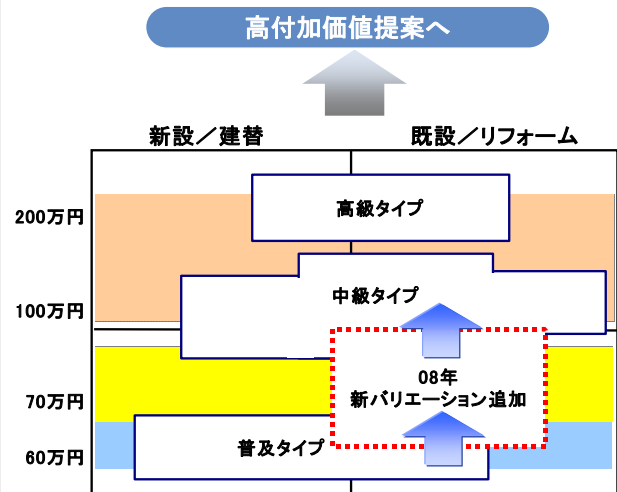 高付加価値提案へ
新設／建替
既設／リフォーム
200万円
高級タイプ
中級タイプ
100万円
08年
新バリエーション追加
70万円
普及タイプ
60万円